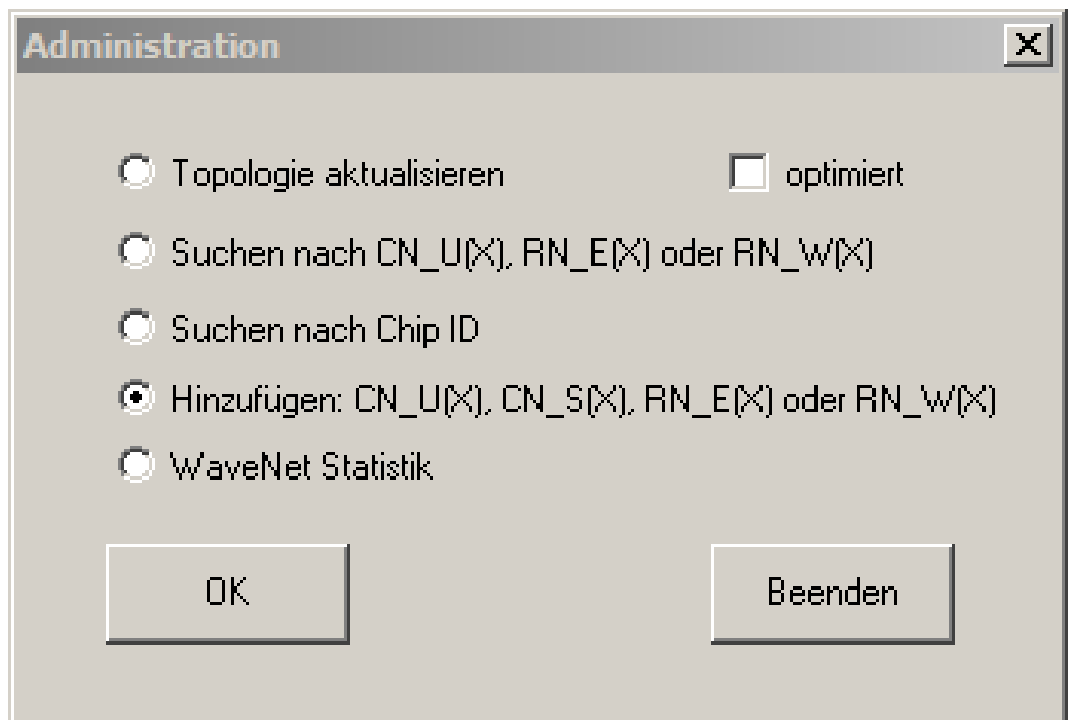 Administration
Topologie aktualisieren
optimiert
Suchen nach CN_U(X), RN_E(X) oder RN_W(X)
Suchen nach Chip ID
Hinzufügen: CN_U(X), CN_S(X), RN_E(X) oder RN_W(X)
WaveNet Statistik
OK
Beenden